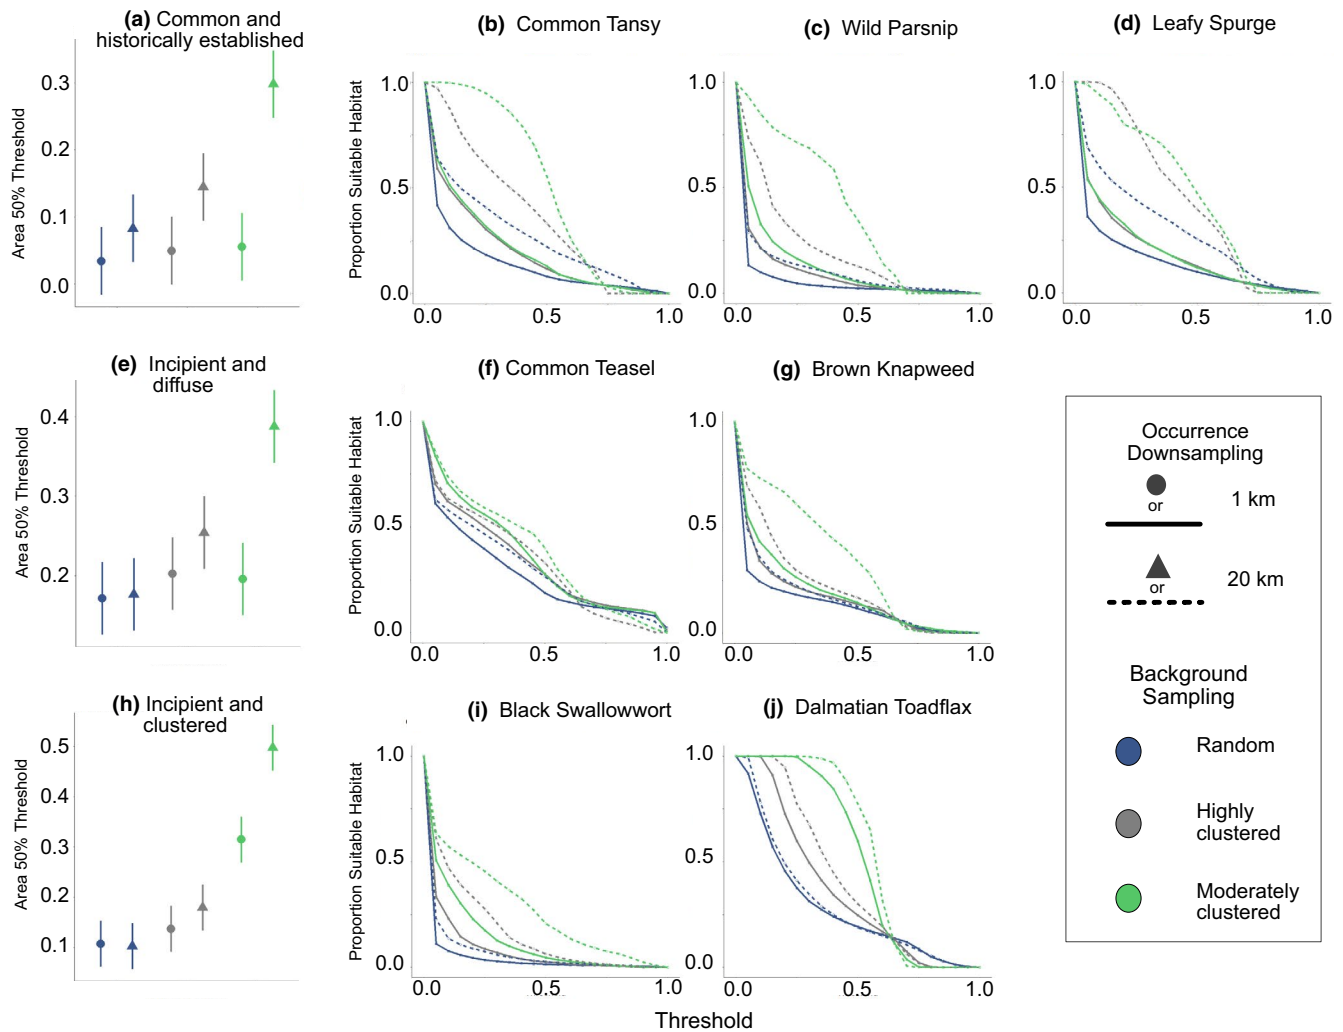 (a) Common and
historically established
Area 50% Threshold
0.3
0.2
0.1
0.0
(b) Common Tansy
Proportion Suitable Habitat
1.0
0.5
0.0
0.0 0.5 1.0
(c) Wild Parsnip
1.0
0.5
0.0
0.0 0.5 1.0
(d) Leafy Spurge
1.0
0.5
0.0
0.0 0.5 1.0
(e) Incipient and
diffuse
Area 50% Threshold
0.4
0.3
0.2
(f) Common Teasel
Proportion Suitable Habitat
1.0
0.5
0.0
0.0 0.5 1.0
(g) Brown Knapweed
1.0
0.5
0.0
0.0 0.5 1.0
(h) Incipient and
clustered
Area 50% Threshold
0.5
0.4
0.3
0.2
0.1
(i) Black Swallowwort
Proportion Suitable Habitat
1.0
0.5
0.0
0.0 0.5 1.0
(j) Dalmatian Toadflax
1.0
0.5
0.0
0.0 0.5 1.0
Threshold
Occurrence
Downsampling
or
1 km
or
20 km
Background
Sampling
Random
Highly
clustered
Moderately
clustered